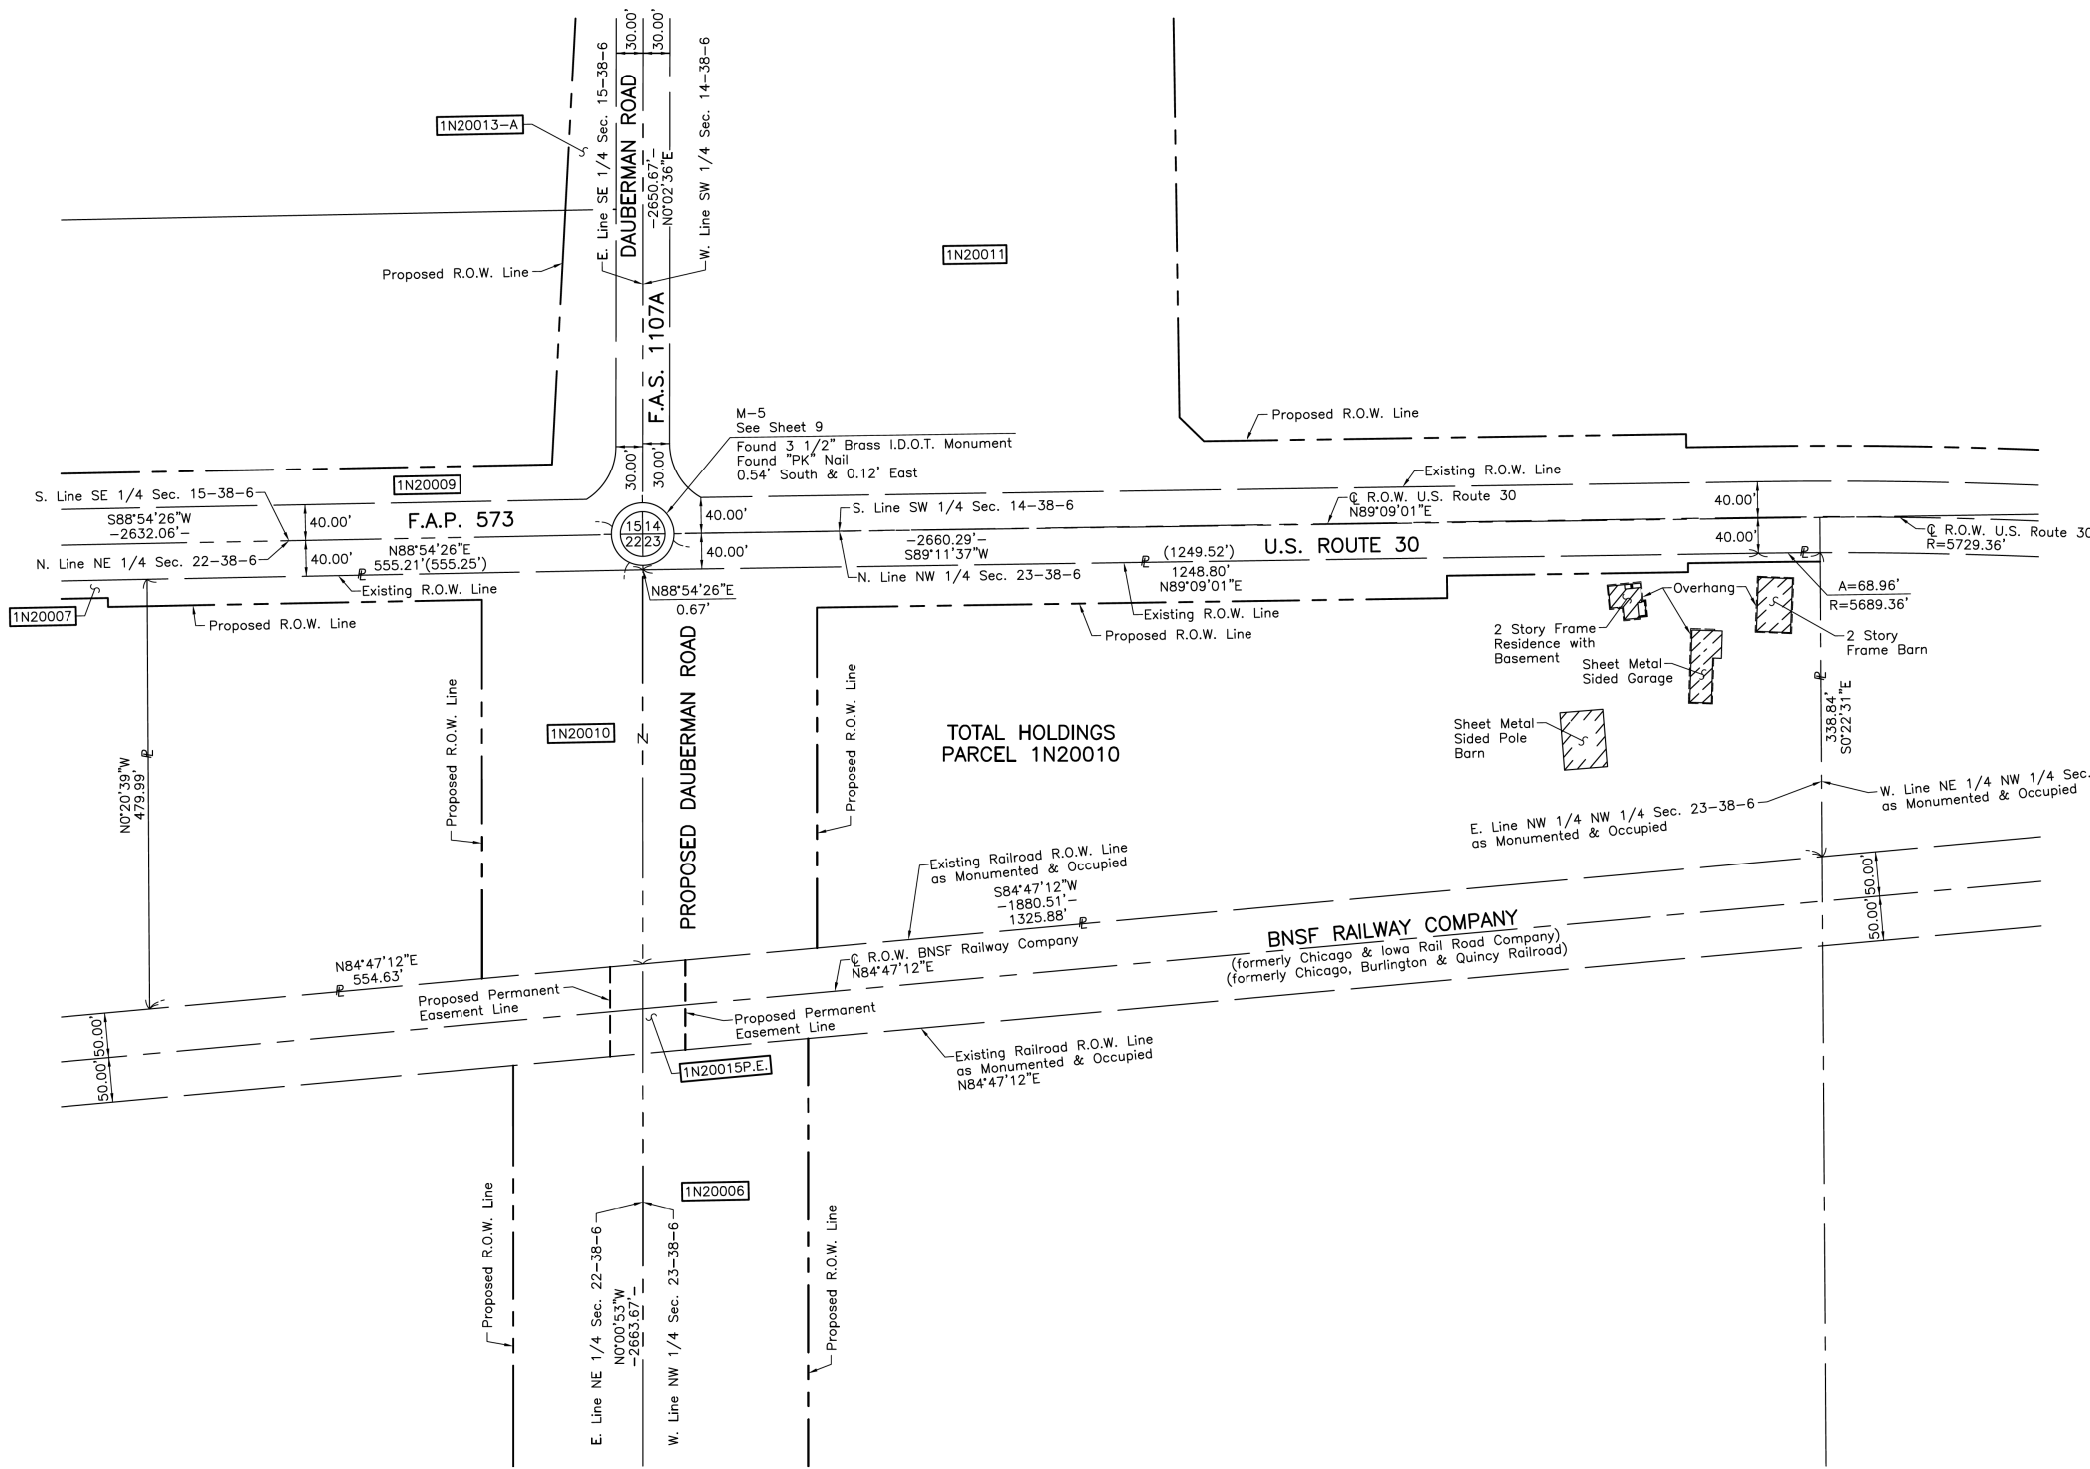 30.00'
30.00'
E. Line SE 1/4 Sec. 15-38-6
DAUBERMAN ROAD
-2650.67'-
N0°02'36"E
W. Line SW 1/4 Sec. 14-38-6
1N20013-A
Proposed R.O.W. Line
1N20011
F.A.S. 1107A
30.00'
30.00'
M-5
See Sheet 9
Found 3 1/2" Brass I.D.O.T. Monument
Found "PK" Nail
0.54' South & 0.12' East
Proposed R.O.W. Line
Existing R.O.W. Line
1N20009
S. Line SE 1/4 Sec. 15-38-6
S88°54'26"W
-2632.06'-
N. Line NE 1/4 Sec. 22-38-6
40.00'
40.00'
F.A.P. 573
N88°54'26"E
555.21'(555.25')
Existing R.O.W. Line
15 14
22 23
40.00'
40.00'
S. Line SW 1/4 Sec. 14-38-6
-2660.29'-
S89°11'37"W
N. Line NW 1/4 Sec. 23-38-6
℄ R.O.W. U.S. Route 30
N89°09'01"E
(1249.52')
1248.80'
N89°09'01"E
U.S. ROUTE 30
40.00'
40.00'
℄ R.O.W. U.S. Route 30
R=5729.36'
A=68.96'
R=5689.36'
1N20007
Proposed R.O.W. Line
N88°54'26"E
0.67'
Existing R.O.W. Line
Proposed R.O.W. Line
Overhang
2 Story Frame
Residence with
Basement
Sheet Metal
Sided Garage
2 Story
Frame Barn
Sheet Metal
Sided Pole
Barn
338.84'
S0°22'31"E
N0°20'39"W
479.99'
Proposed R.O.W. Line
1N20010
PROPOSED DAUBERMAN ROAD
Proposed R.O.W. Line
TOTAL HOLDINGS
PARCEL 1N20010
E. Line NW 1/4 NW 1/4 Sec. 23-38-6
as Monumented & Occupied
W. Line NE 1/4 NW 1/4 Sec.
as Monumented & Occupied
Existing Railroad R.O.W. Line
as Monumented & Occupied
S84°47'12"W
-1880.51'-
1325.88'
50.00'
50.00'
BNSF RAILWAY COMPANY
(formerly Chicago & Iowa Rail Road Company)
(formerly Chicago, Burlington & Quincy Railroad)
℄ R.O.W. BNSF Railway Company
N84°47'12"E
N84°47'12"E
554.63'
Proposed Permanent
Easement Line
Proposed Permanent
Easement Line
50.00'
50.00'
1N20015P.E.
Existing Railroad R.O.W. Line
as Monumented & Occupied
N84°47'12"E
1N20006
Proposed R.O.W. Line
E. Line NE 1/4 Sec. 22-38-6
N0°00'53"W
-2663.67'-
W. Line NW 1/4 Sec. 23-38-6
Proposed R.O.W. Line